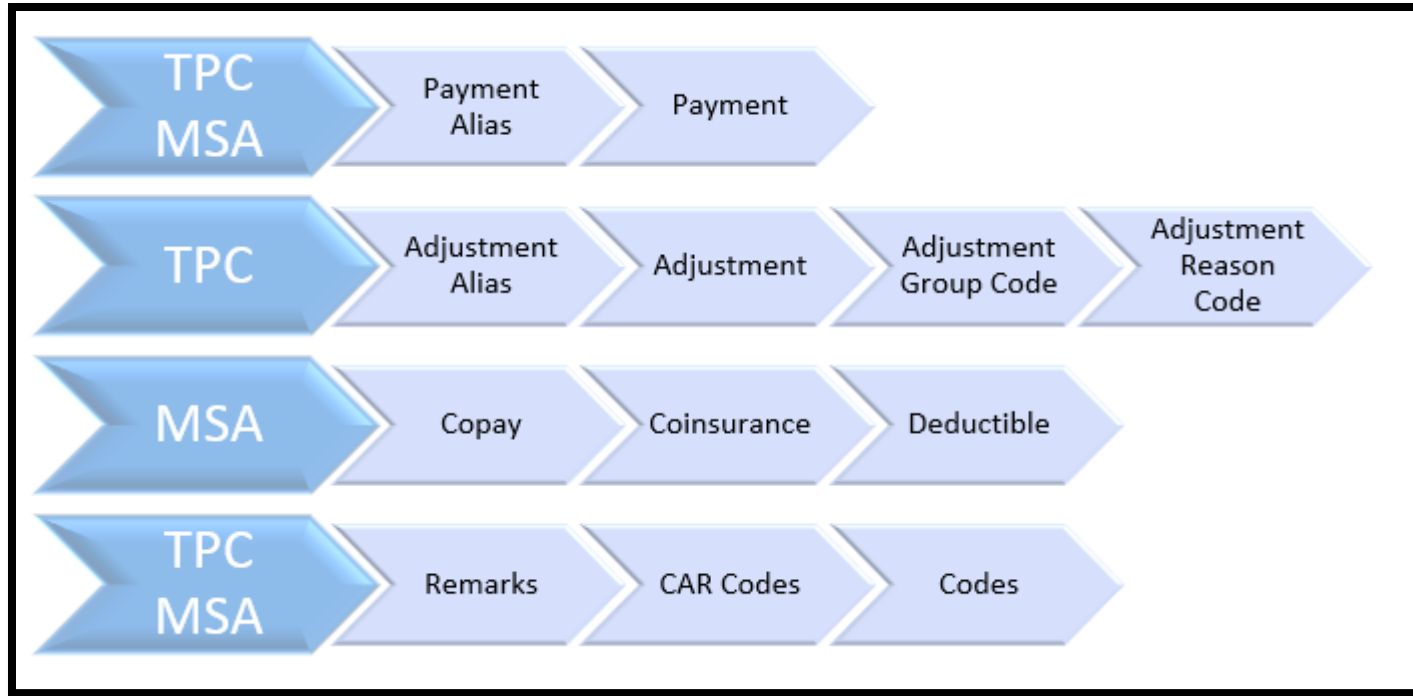 TPC
MSA
Payment
Alias
Payment
TPC
Adjustment
Alias
Adjustment
Adjustment
Group Code
Adjustment
Reason
Code
MSA
Copay
Coinsurance
Deductible
TPC
MSA
Remarks
CAR Codes
Codes